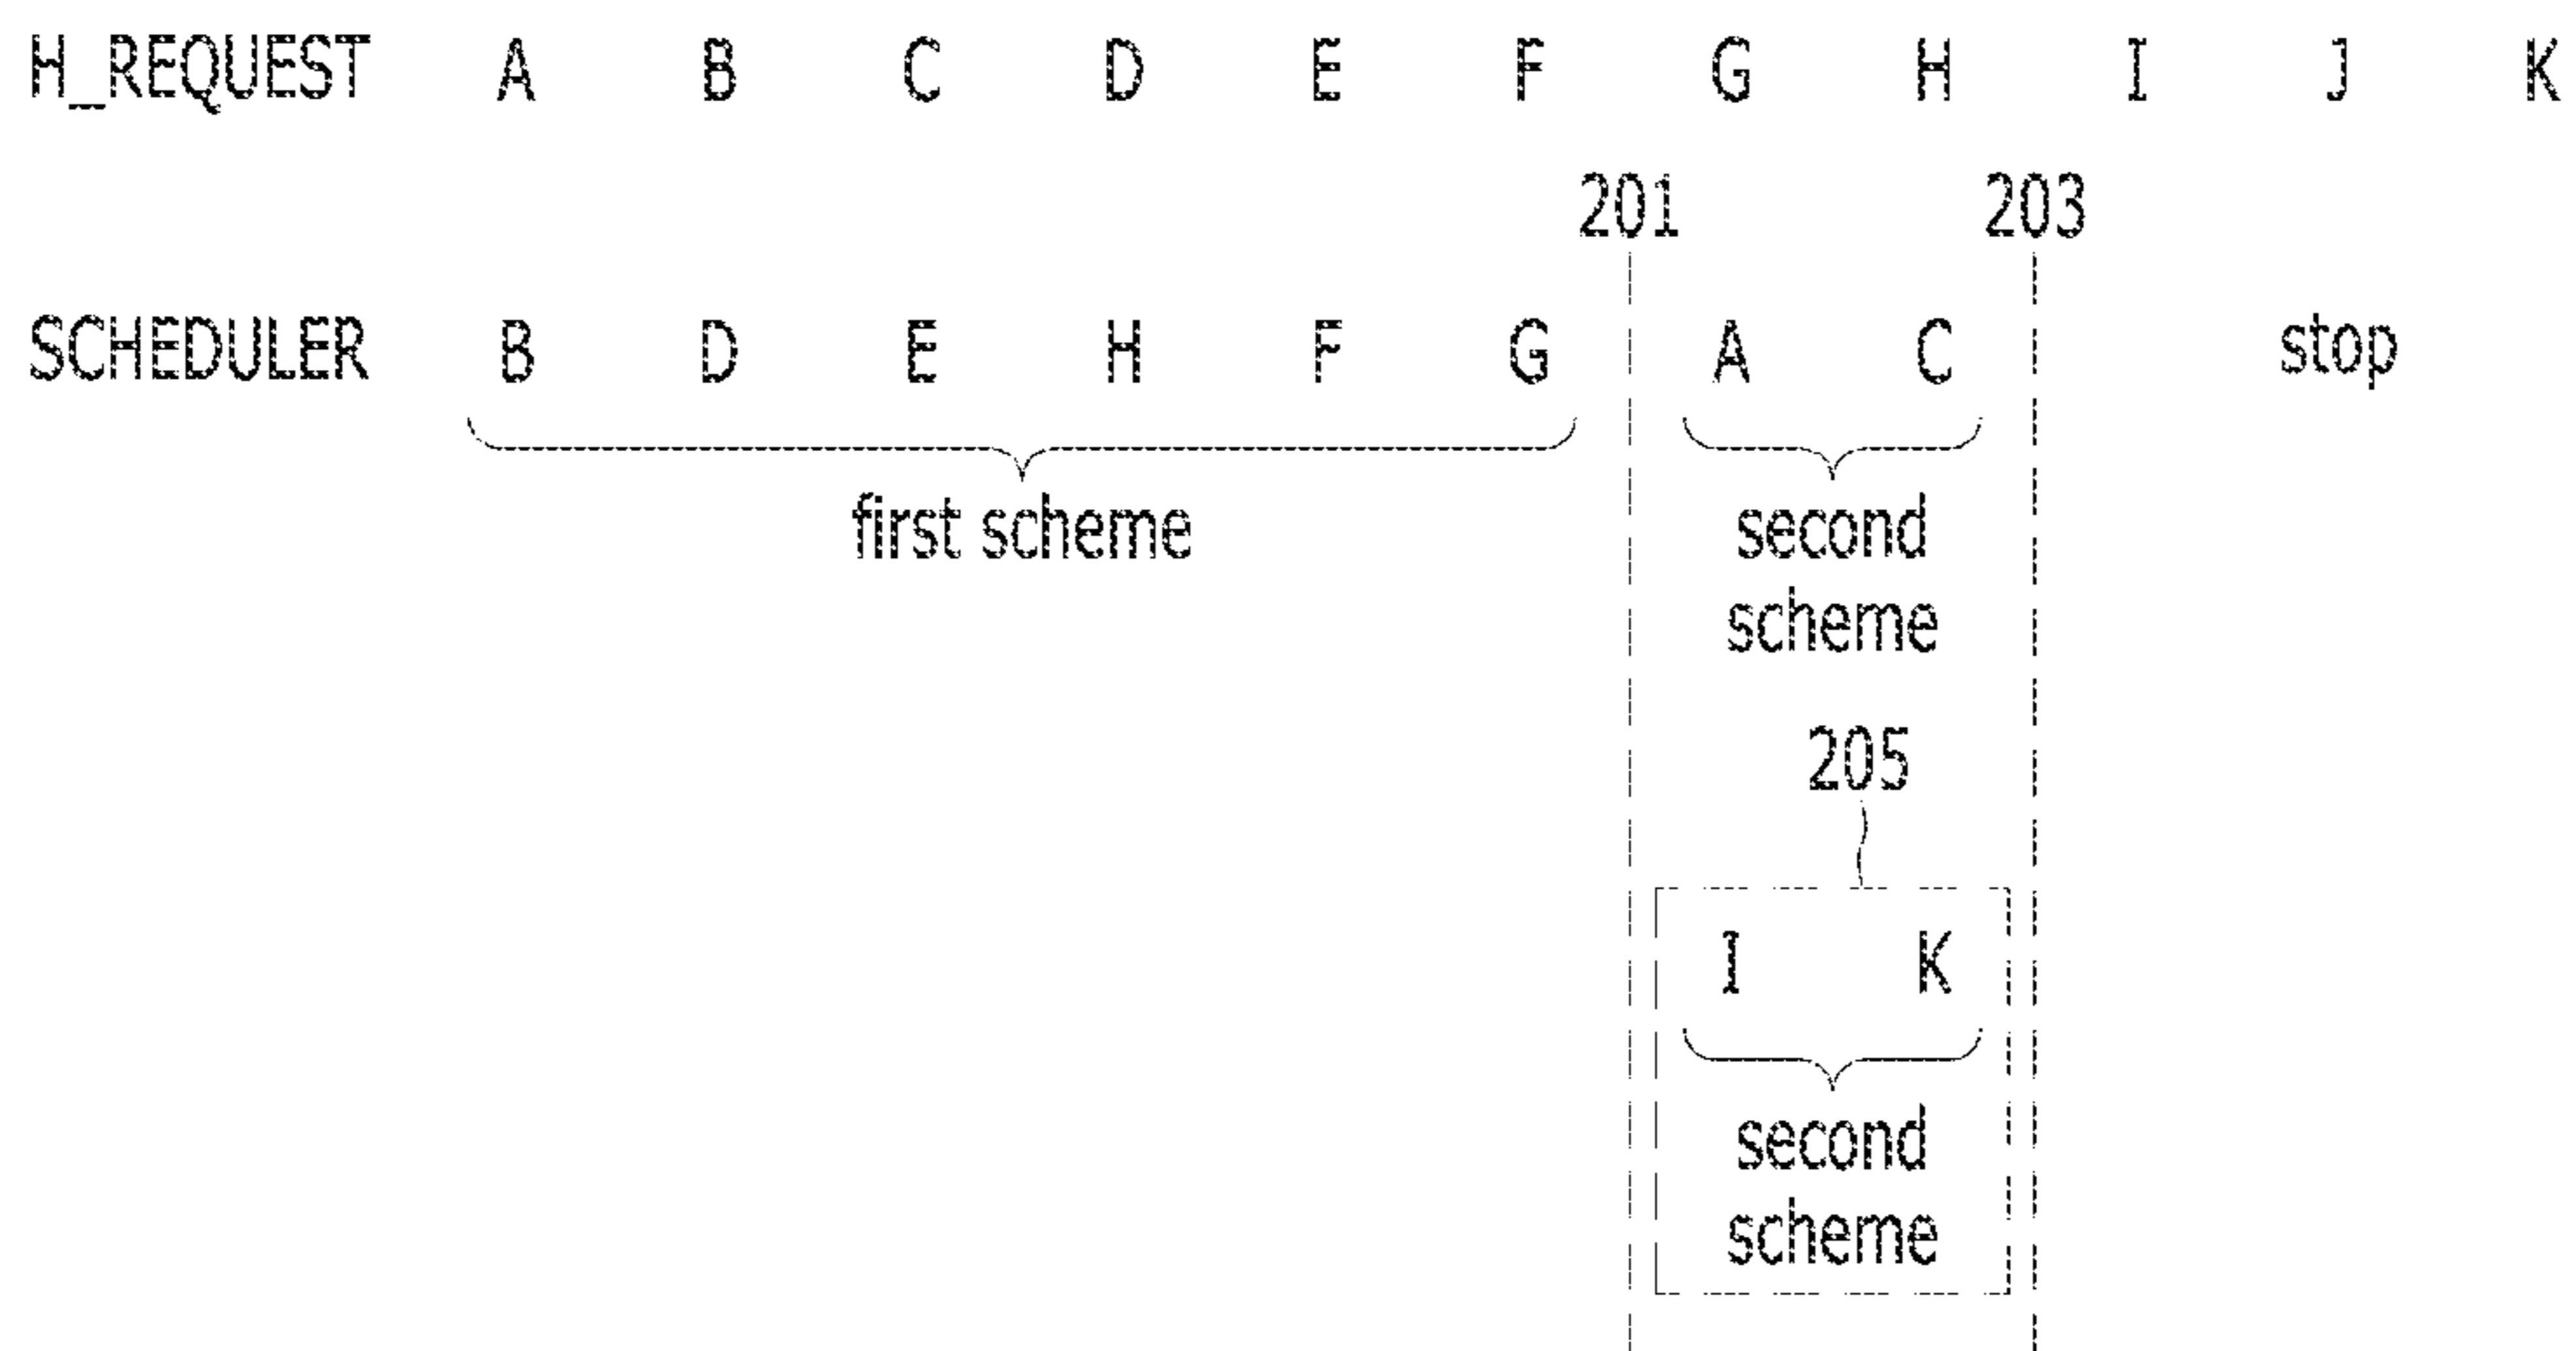 H_REQUEST A B C D E F G H I J K
201 203
SCHEDULER B D E H F G A C stop
first scheme second
scheme
205
I K
second
scheme